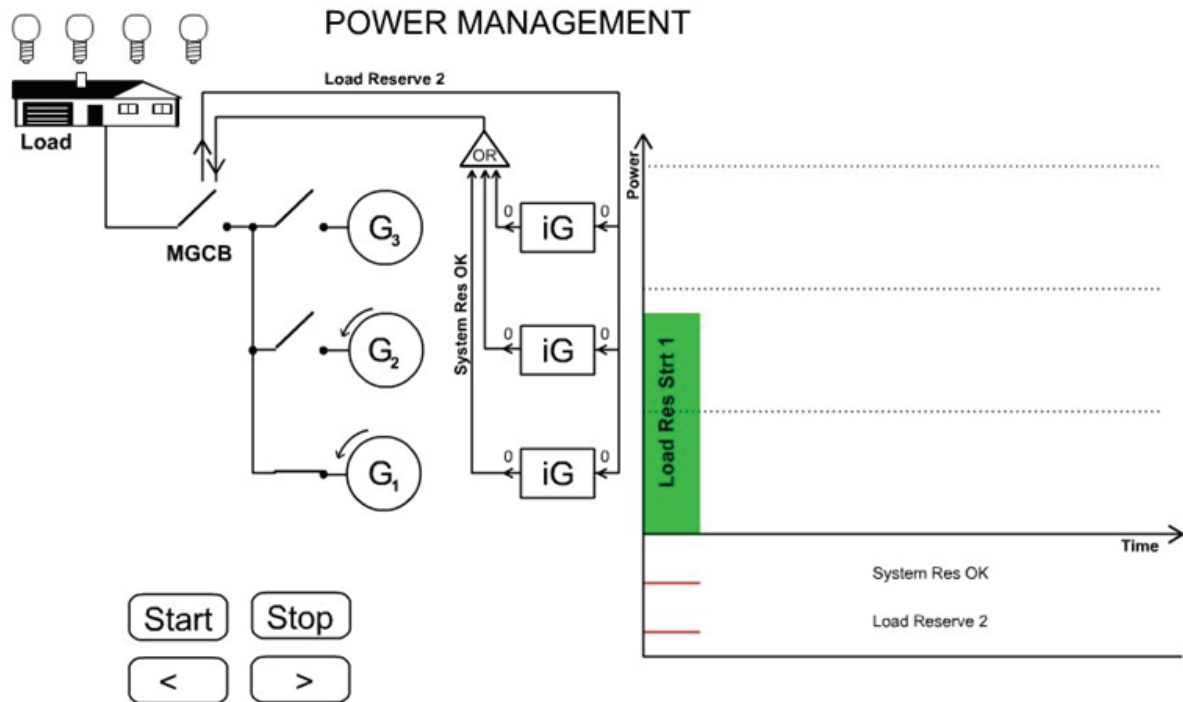 POWER MANAGEMENT
Load Reserve 2
Load
OR
Power
MGCB
G3
0 iG 0
System Res OK
G2
0 iG 0
Load Res Strt 1
G1
0 iG 0
Time
System Res OK
Load Reserve 2
Start Stop
< >